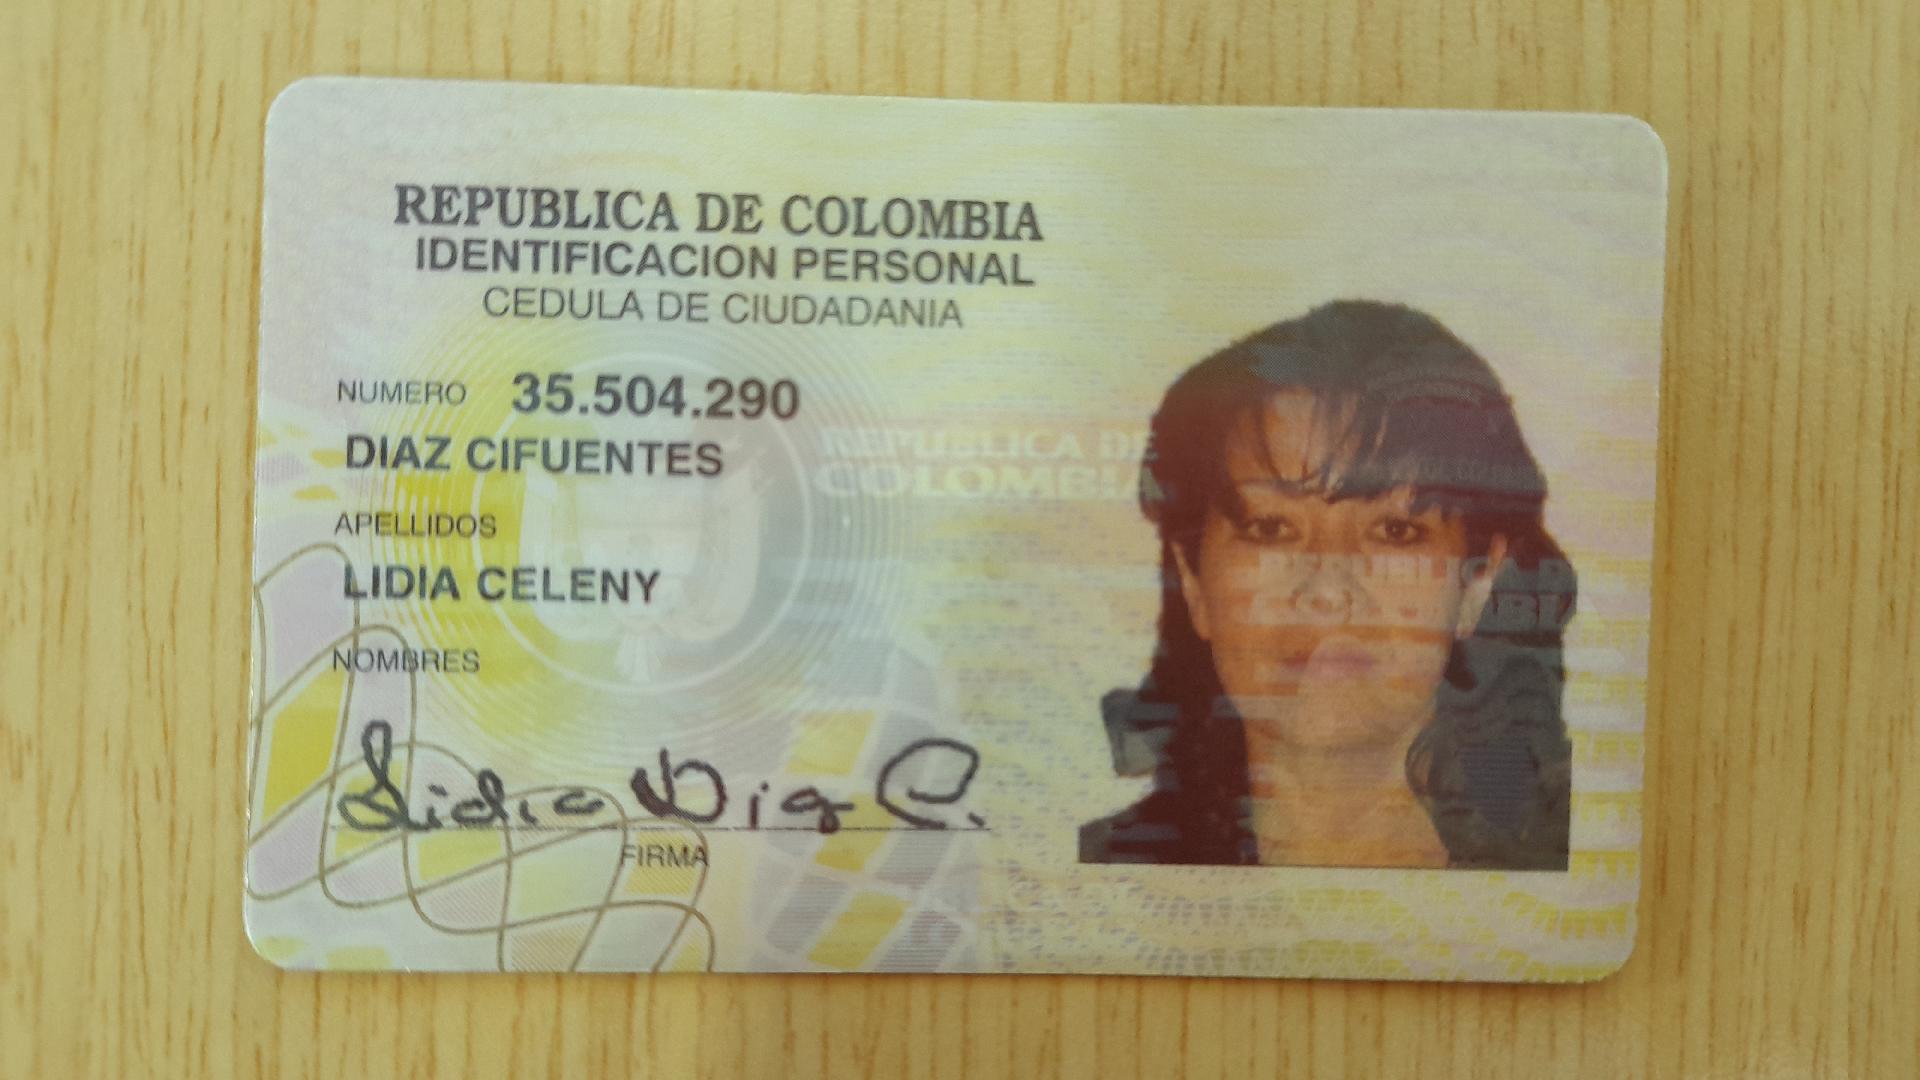 REPUBLICA DE COLOMBIA
IDENTIFICACION PERSONAL
CEDULA DE CIUDADANIA
NUMERO 35.504.290
DIAZ CIFUENTES
APELLIDOS
LIDIA CELENY
NOMBRES
Lidia Diaz C.
FIRMA
REPUBLICA DE
COLOMBIA
REPUBLICA D